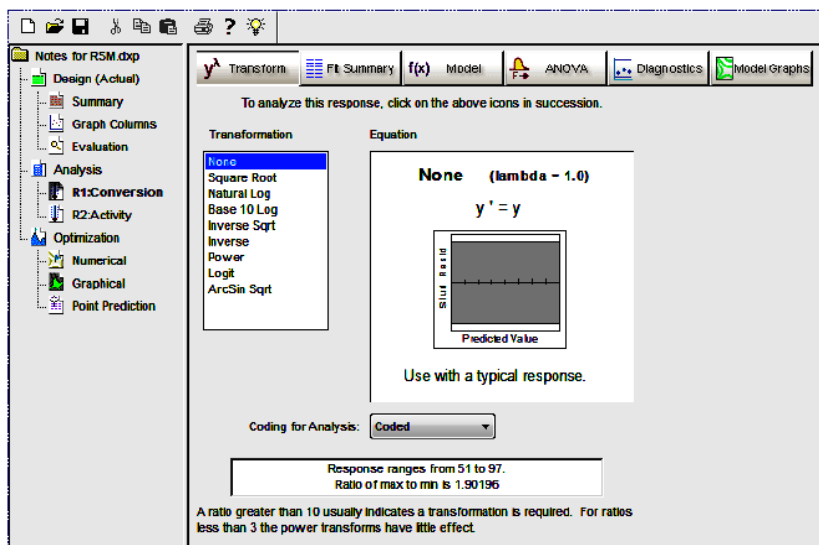 Notes for RSM.dxp
Design (Actual)
Summary
Graph Columns
Evaluation
Analysis
R1:Conversion
R2:Activity
Optimization
Numerical
Graphical
Point Prediction
yλ Transform
Fit Summary
f(x) Model
ANOVA
Diagnostics
Model Graphs
To analyze this response, click on the above icons in succession.
Transformation
None
Square Root
Natural Log
Base 10 Log
Inverse Sqrt
Inverse
Power
Logit
ArcSin Sqrt
Equation
None (lambda - 1.0)
y ' = y
Stud Resid
Predicted Value
Use with a typical response.
Coding for Analysis: Coded
Response ranges from 51 to 97.
Ratio of max to min is 1.90196
A ratio greater than 10 usually indicates a transformation is required. For ratios
less than 3 the power transforms have little effect.